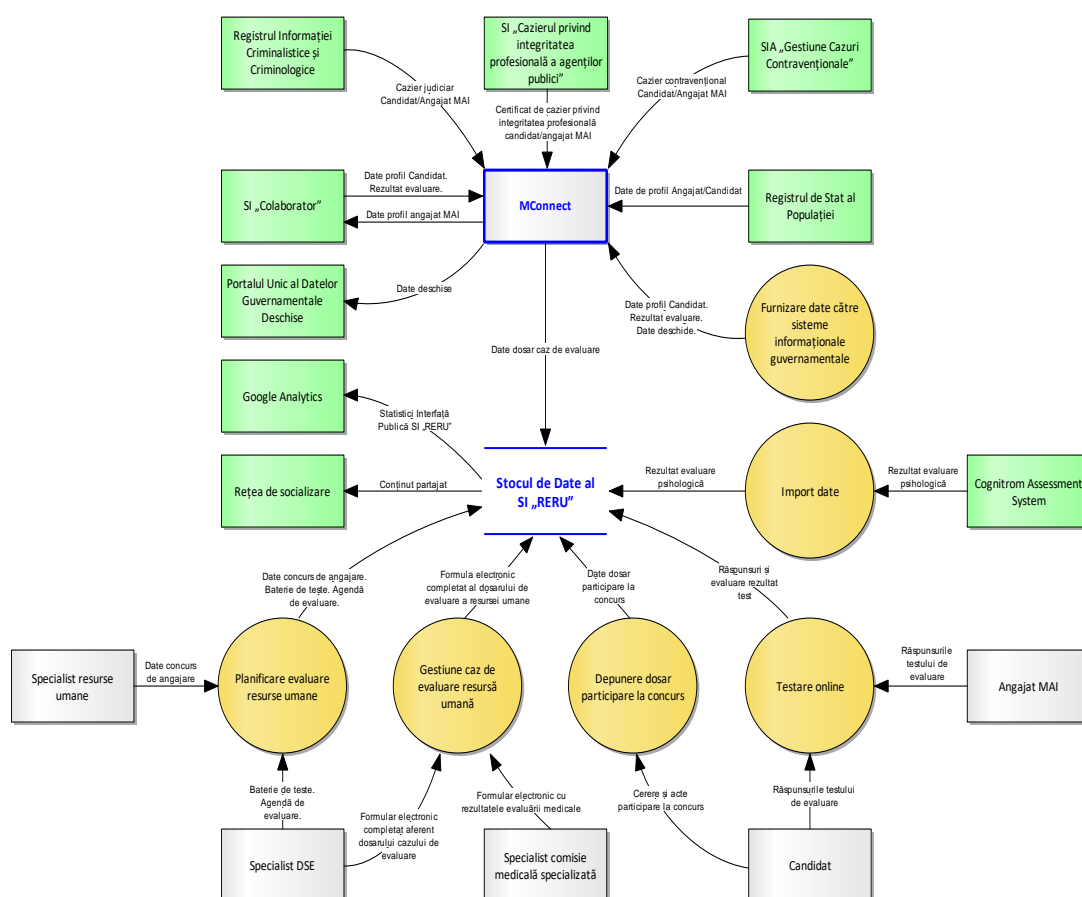 Registrul Informației
Criminalistice și
Criminologice
SI „Cazierul privind
integritatea
profesională a agenților
publici”
SIA „Gestiune Cazuri
Contravenționale”
Cazier judiciar
Candidat/Angajat MAI
Certificat de cazier privind
integritatea profesională
candidat/angajat MAI
Cazier contravențional
Candidat/Angajat MAI
SI „Colaborator”
Date profil Candidat.
Rezultat evaluare.
Date profil angajat MAI
MConnect
Date de profil Angajat/Candidat
Registrul de Stat al
Populației
Portalul Unic al Datelor
Guvernamentale
Deschise
Date deschise
Date profil Candidat.
Rezultat evaluare.
Date deschide.
Furnizare date către
sisteme
informaționale
guvernamentale
Date dosar caz de evaluare
Google Analytics
Statistici Interfață
Publică SI „RERU”
Rețea de socializare
Conținut partajat
Stocul de Date al
SI „RERU”
Rezultat evaluare
psihologică
Import date
Rezultat evaluare
psihologică
Cognitrom Assessment
System
Date concurs de angajare.
Baterie de tește. Agendă
de evaluare.
Formula electronic
completat al dosarului de
evaluare a resursei umane
Date dosar
participare la
concurs
Răspunsuri și
evaluare rezultat
test
Specialist resurse
umane
Date concurs
de angajare
Planificare evaluare
resurse umane
Gestiune caz de
evaluare resursă
umană
Depunere dosar
participare la concurs
Testare online
Răspunsurile
testului de
evaluare
Angajat MAI
Baterie de teste.
Agendă de
evaluare.
Formular electronic
completat aferent
dosarului cazului de
evaluare
Formular electronic cu
rezultatele evaluării medicale
Cerere și acte
participare la concurs
Răspunsurile testului
de evaluare
Specialist DSE
Specialist comisie
medicală specializată
Candidat